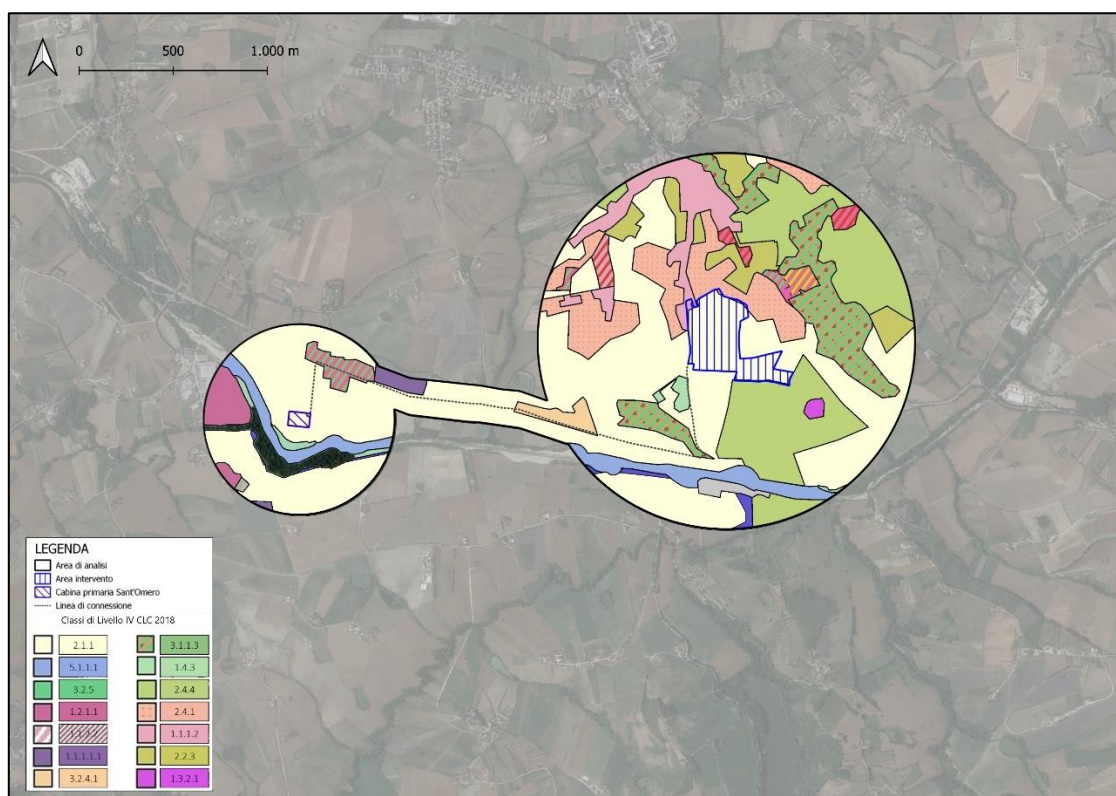 0 500 1.000 m
LEGENDA
Area di analisi
Area intervento
Cabina primaria Sant'Omero
Linea di connessione
Classi di Livello IV CLC 2018
2.1.1 3.1.1.3
5.1.1.1 1.4.3
3.2.5 2.4.4
1.2.1.1 2.4.1
1.1.1.2
1.1.1.1.1 2.2.3
3.2.4.1 1.3.2.1